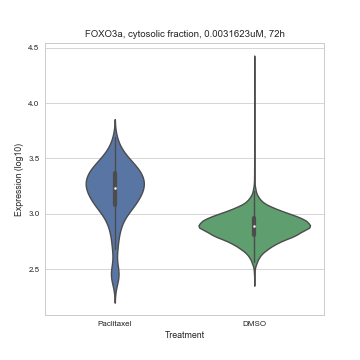 FOXO3a, cytosolic fraction, 0.0031623uM, 72h
4.5
4.0
3.5
3.0
2.5
Expression (log10)
Paclitaxel DMSO
Treatment